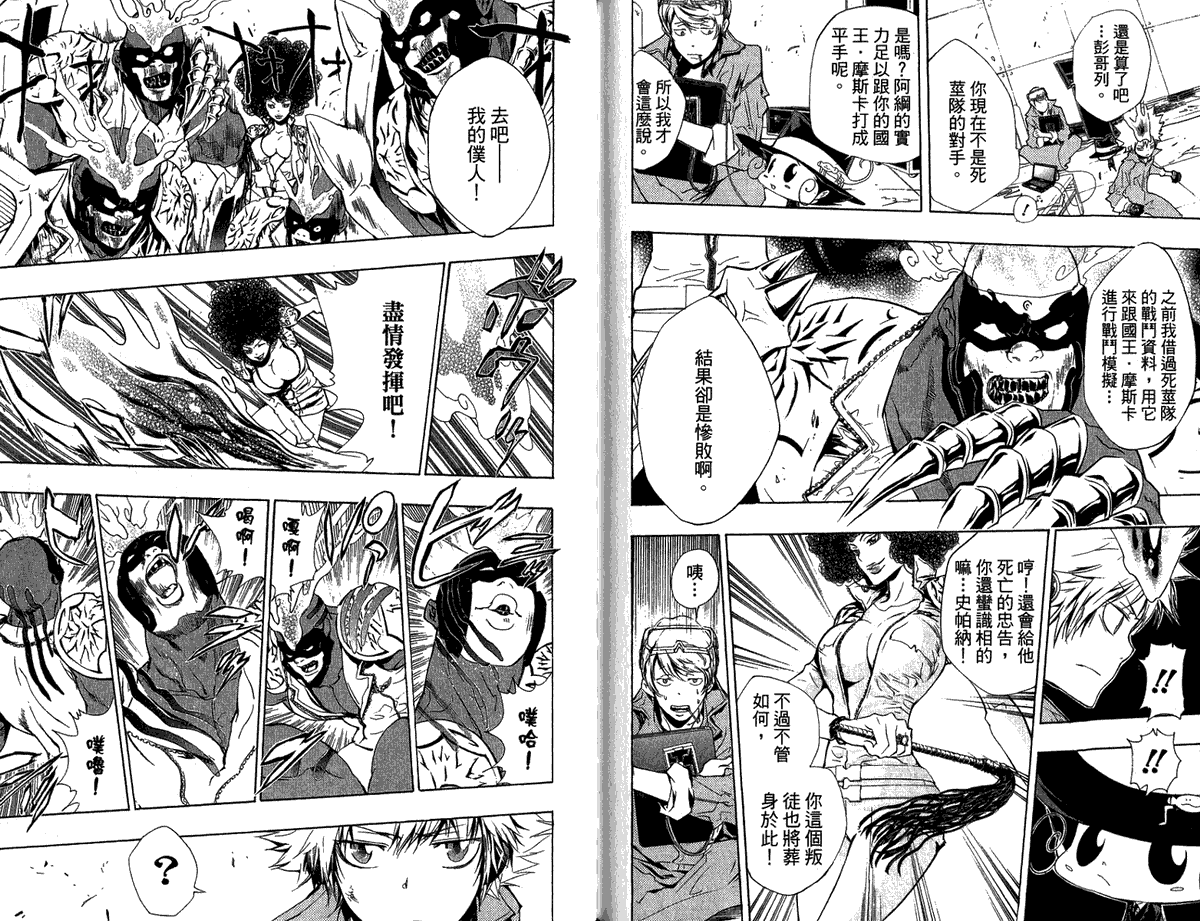 還是算了吧
…彭哥列。
你現在不是死
莖隊的對手。
是嗎？阿綱的實
力足以跟你的國
王．摩斯卡打成
平手呢。
所以我才
會這麼說。
之前我借過死莖隊
的戰鬥資料，用它
來跟國王．摩斯卡
進行戰鬥模擬…
結果卻是慘敗啊。
!!
!!
哼！還會給他
死亡的忠告，
你還蠻識相的
嘛…史帕納！
不過不管
如何，
你這個叛
徒也將葬
身於此！
咦…
去吧——
我的僕人！
盡情發揮吧！
噗哈！
嘎啊！
喝啊！
噗嚕！
？